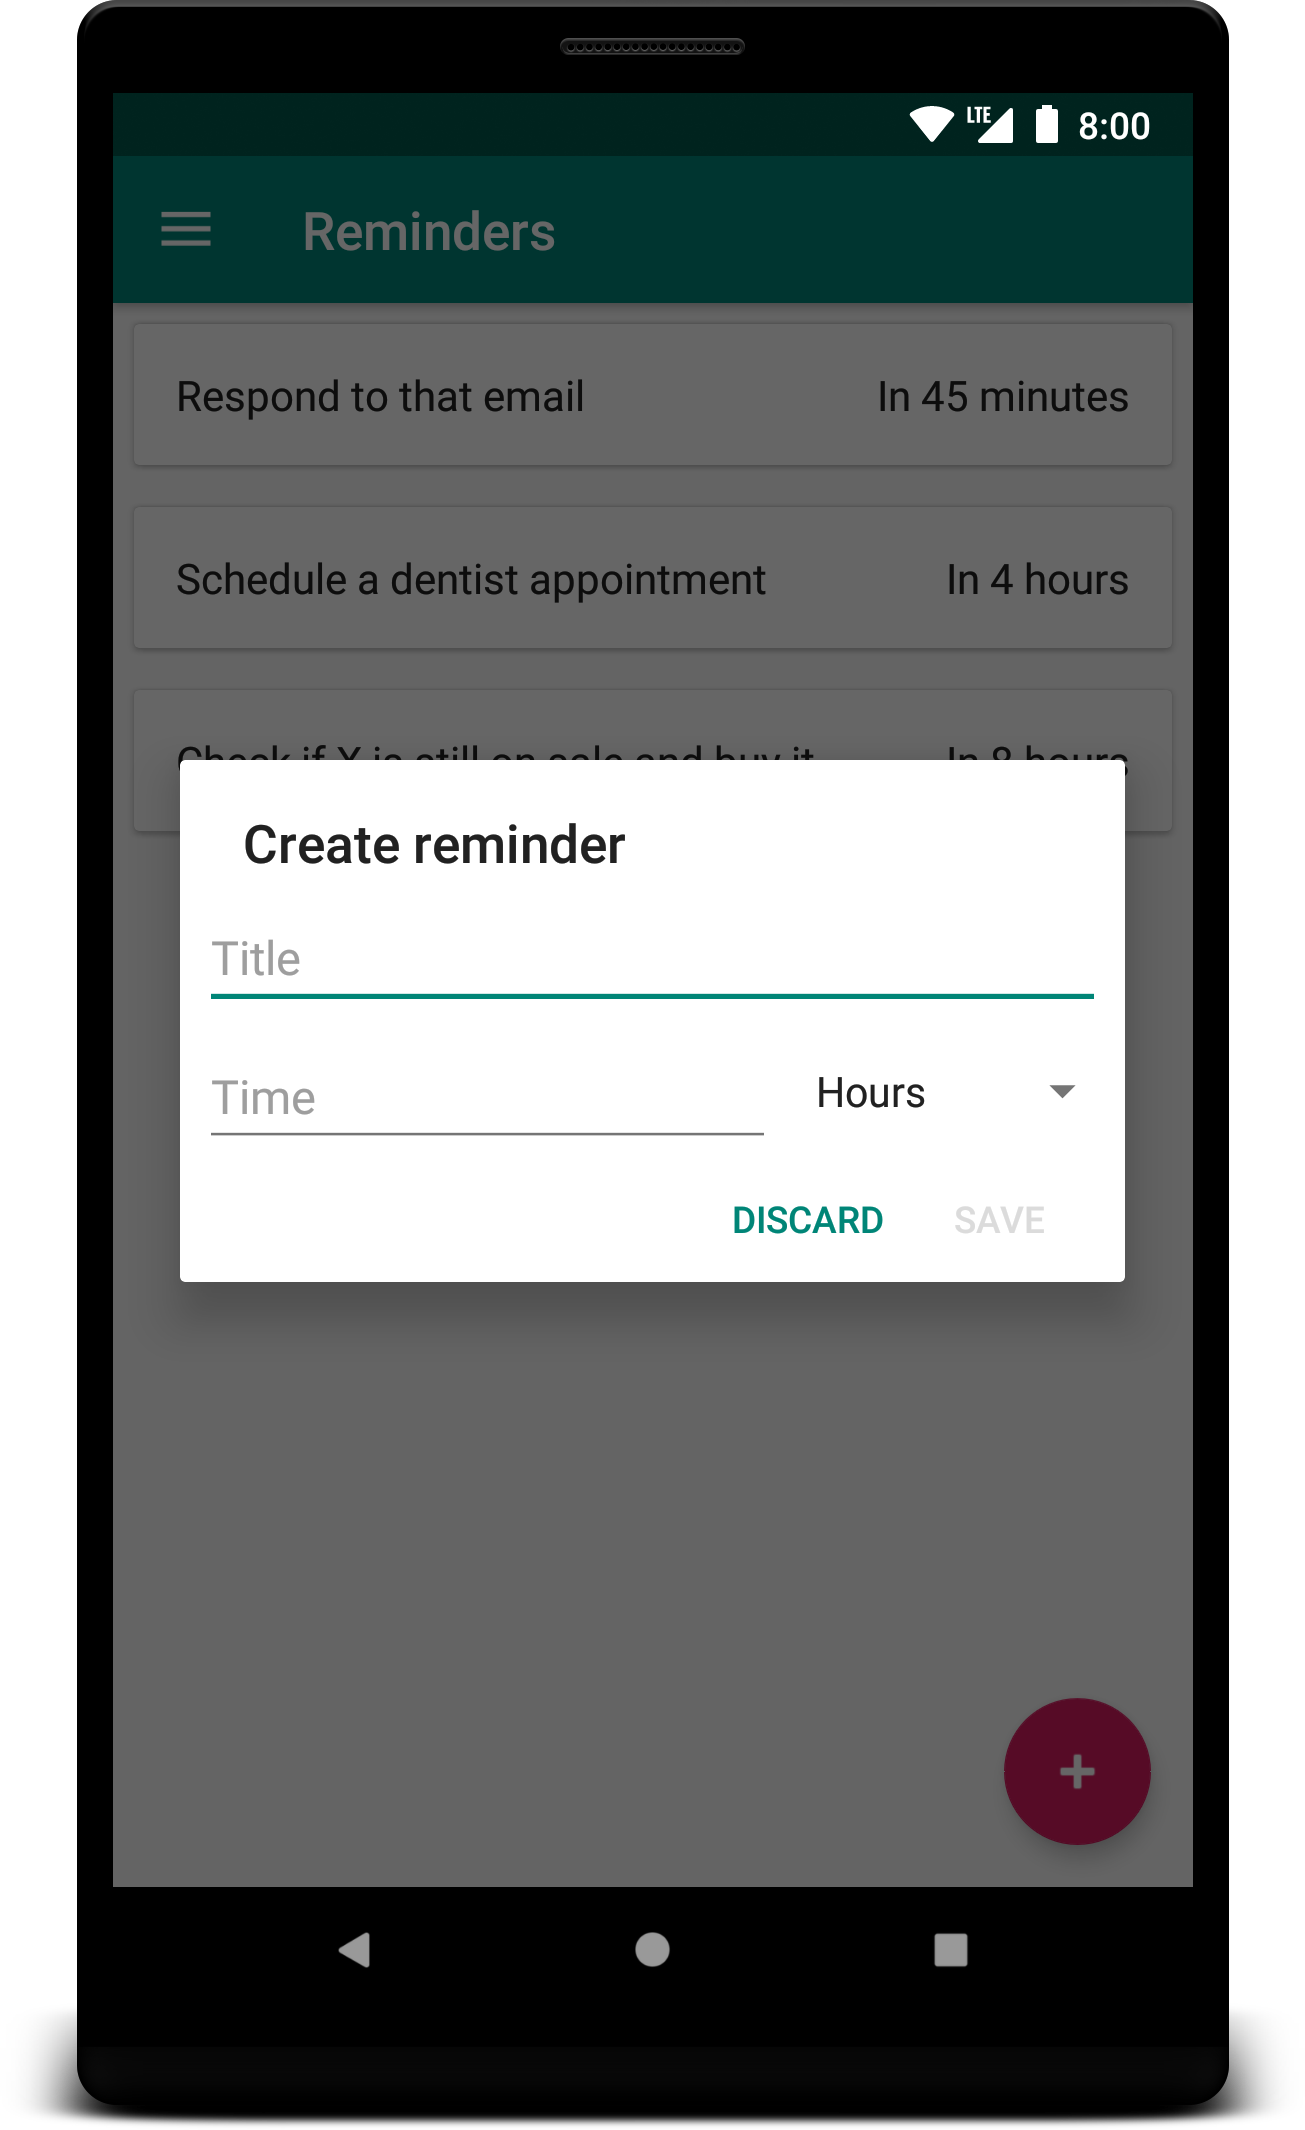 LTE 8:00
Reminders
Respond to that email In 45 minutes
Schedule a dentist appointment In 4 hours
Check if X is still on sale and buy it In 8 hours
Create reminder
Title
Time Hours
DISCARD SAVE